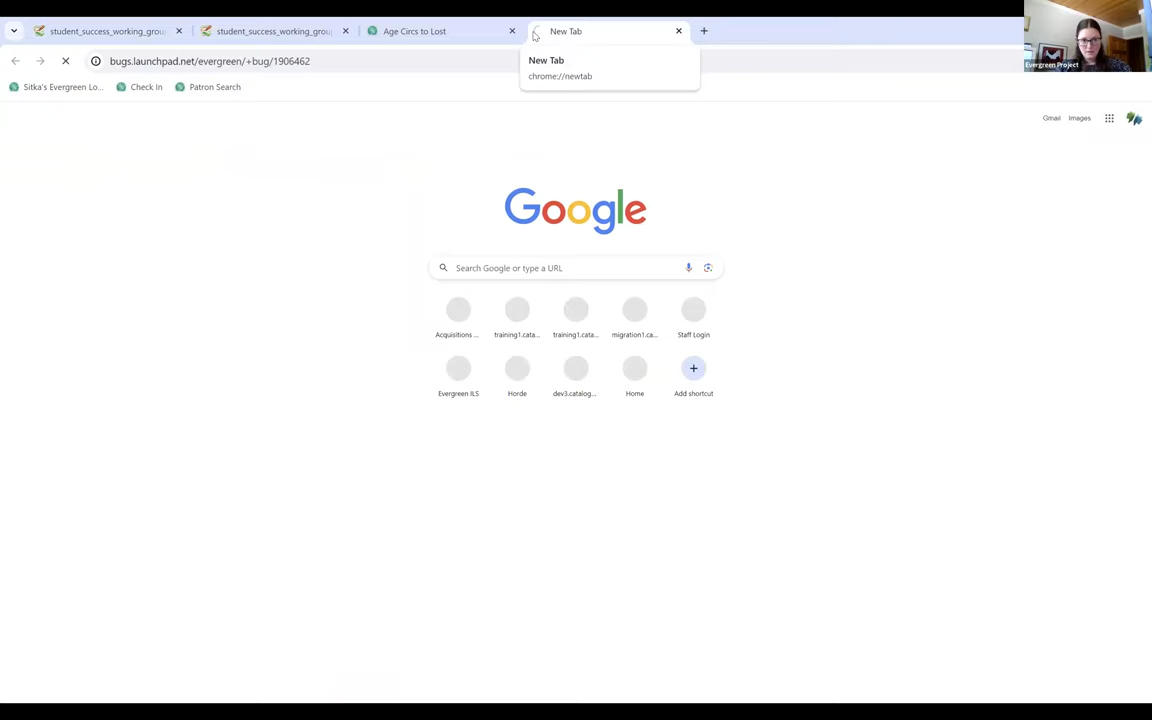 student_success_working_grou
student_success_working_grou
Age Circs to Lost
New Tab
bugs.launchpad.net/evergreen/+bug/1906462
New Tab
chrome://newtab
Evergreen Project
Sitka's Evergreen Lo...
Check In
Patron Search
Gmail
Images
Google
Search Google or type a URL
Acquisitions ...
training1.cata...
training1.cata...
migration1.ca...
Staff Login
Evergreen ILS
Horde
dev3.catalog...
Home
Add shortcut